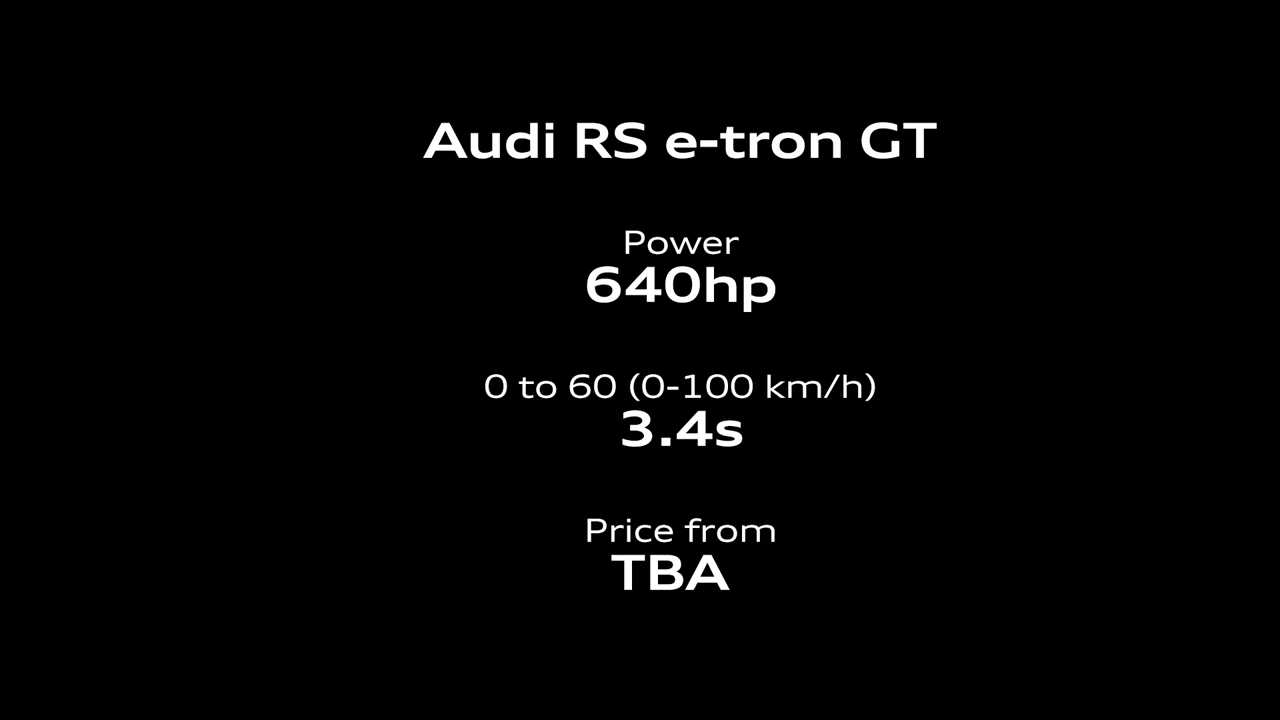 Audi RS e-tron GT
Power
640hp
0 to 60 (0-100 km/h)
3.4s
Price from
TBA